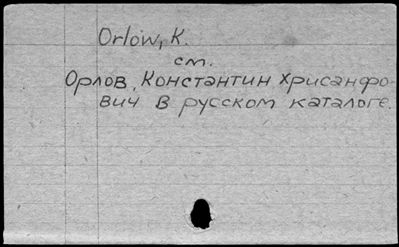 Orlow, K.
см.
Орлов, Константин Хрисанфо-
вич в русском каталоге.